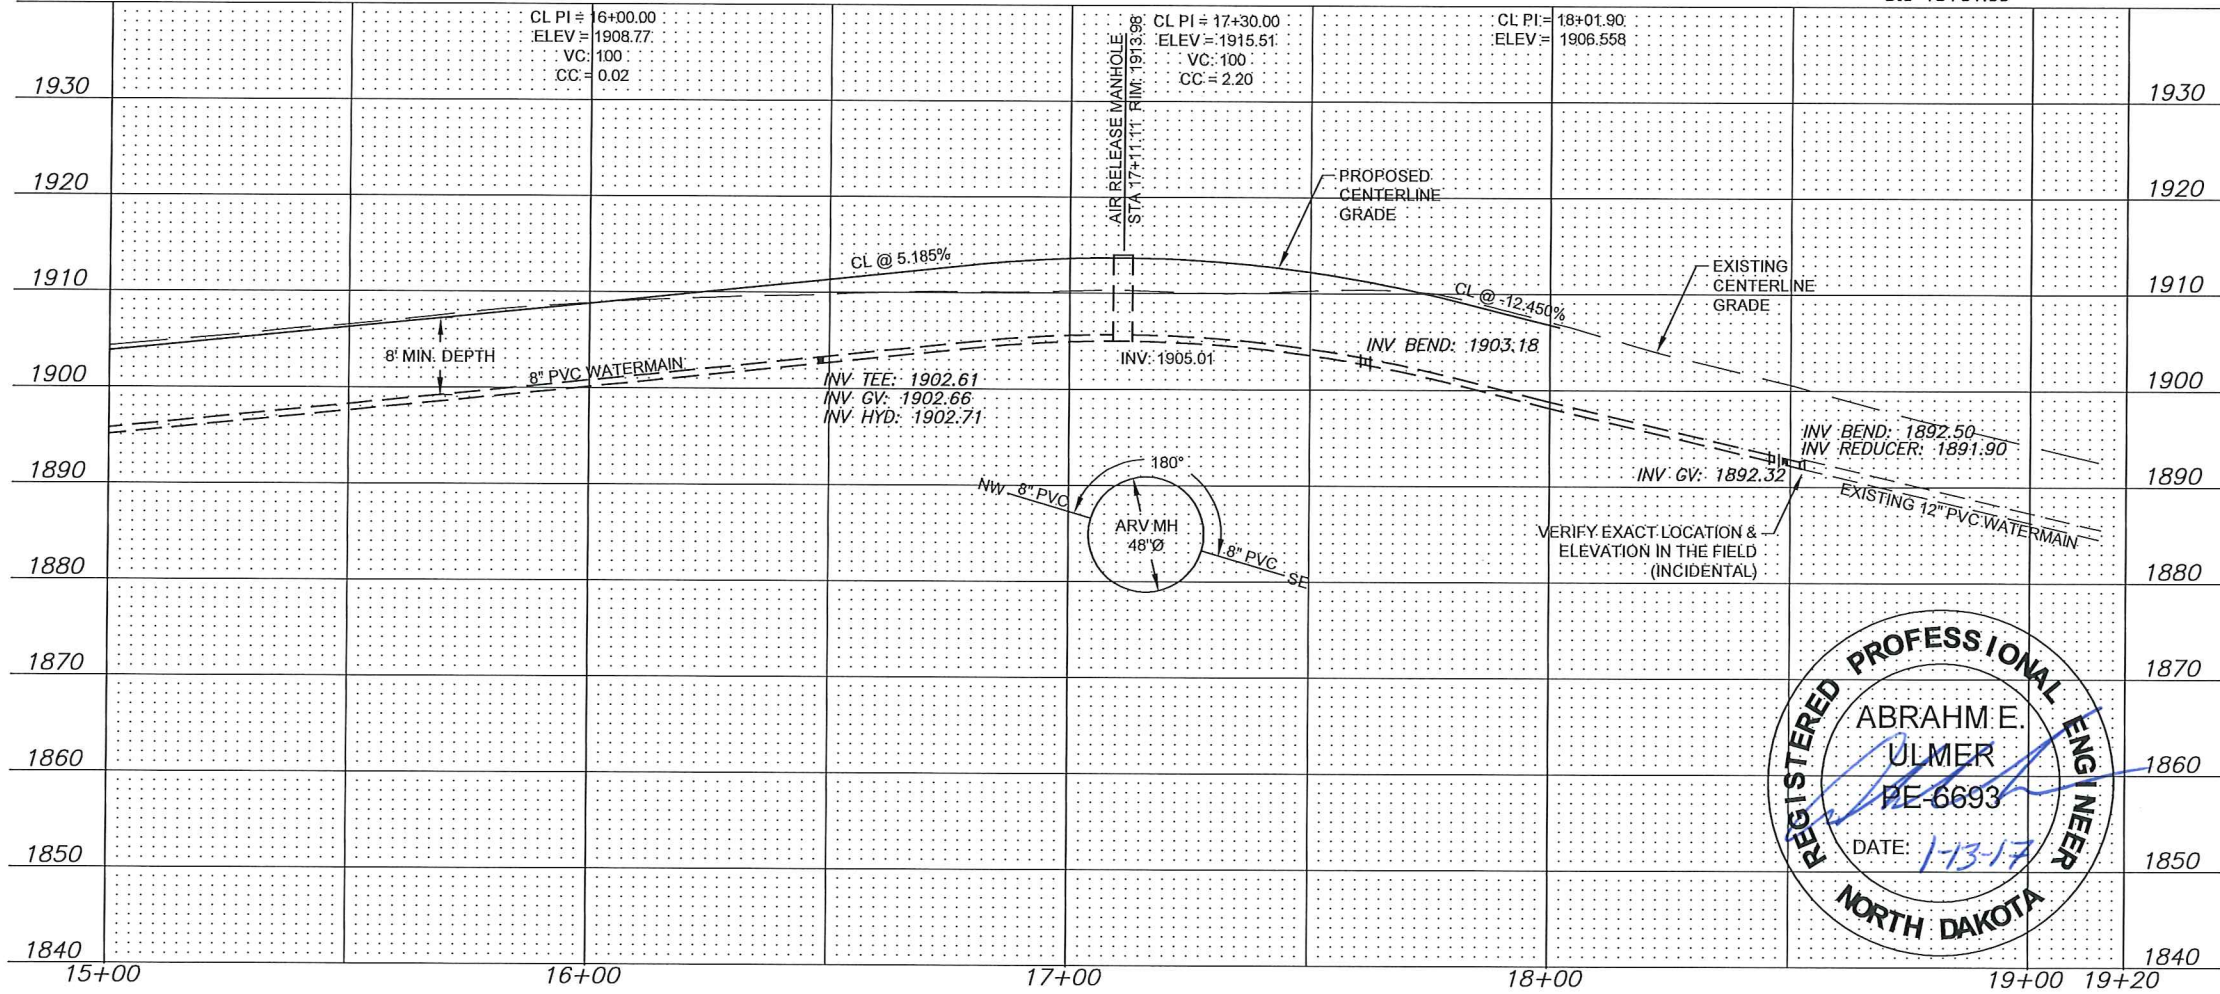 CL PI = 16+00.00
ELEV = 1908.77
VC: 100
CC = 0.02
CL PI = 17+30.00
ELEV = 1915.51
VC: 100
CC = 2.20
CL PI = 18+01.90
ELEV = 1906.558
AIR RELEASE MANHOLE
STA 17+11.11 RIM: 1913.98
1930
1930
1920
1920
PROPOSED
CENTERLINE
GRADE
CL @ 5.185%
1910
1910
EXISTING
CENTERLINE
GRADE
CL @ -12.450%
8' MIN. DEPTH
8" PVC WATERMAIN
INV: 1905.01
INV BEND: 1903.18
1900
1900
INV TEE: 1902.61
INV GV: 1902.66
INV HYD: 1902.71
INV BEND: 1892.50
INV REDUCER: 1891.90
INV GV: 1892.32
1890
1890
EXISTING 12" PVC WATERMAIN
180°
NW 8" PVC
ARV MH
48"Ø
8" PVC SE
VERIFY EXACT LOCATION &
ELEVATION IN THE FIELD
(INCIDENTAL)
1880
1880
1870
1870
REGISTERED PROFESSIONAL ENGINEER
ABRAHM E.
ULMER
PE-6693
DATE: 1-13-17
NORTH DAKOTA
1860
1860
1850
1850
1840
1840
15+00
16+00
17+00
18+00
19+00
19+20